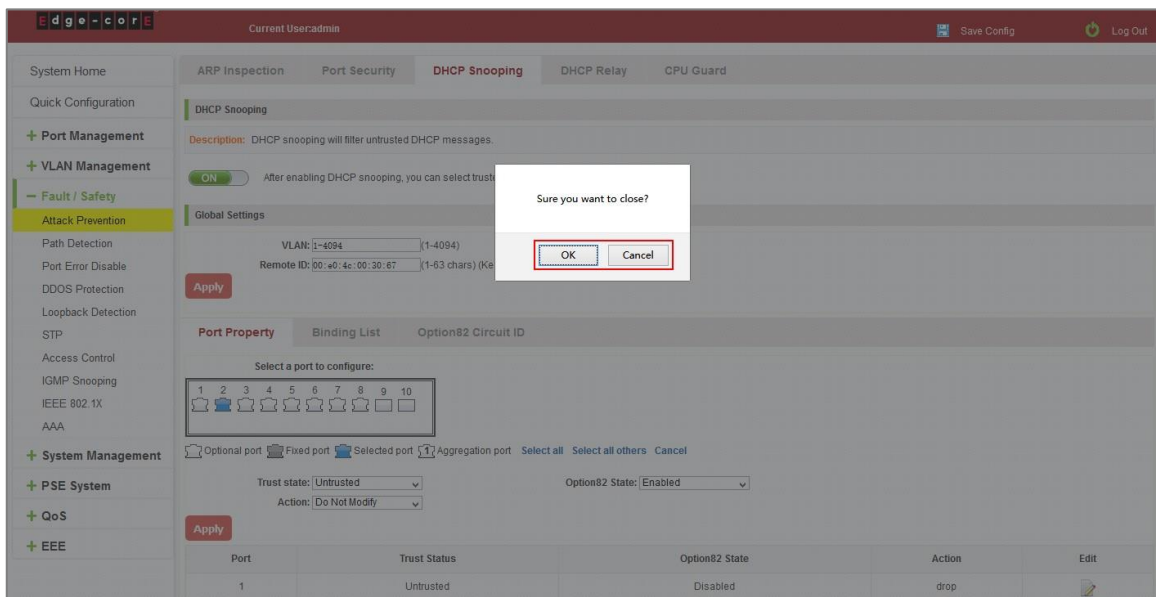 Edge-corE
Current User:admin
Save Config
Log Out
System Home
Quick Configuration
Port Management
VLAN Management
Fault / Safety
Attack Prevention
Path Detection
Port Error Disable
DDOS Protection
Loopback Detection
STP
Access Control
IGMP Snooping
IEEE 802.1X
AAA
System Management
PSE System
QoS
EEE
ARP Inspection Port Security DHCP Snooping DHCP Relay CPU Guard
DHCP Snooping
Description: DHCP snooping will filter untrusted DHCP messages.
ON After enabling DHCP snooping, you can select truste
Sure you want to close?
OK Cancel
Global Settings
VLAN: 1-4094 (1-4094)
Remote ID: 00:e0:4c:00:30:67 (1-63 chars) (Ke
Apply
Port Property Binding List Option82 Circuit ID
Select a port to configure:
1 2 3 4 5 6 7 8 9 10
Optional port Fixed port Selected port 1 Aggregation port Select all Select all others Cancel
Trust state: Untrusted Option82 State: Enabled
Action: Do Not Modify
Apply
Port Trust Status Option82 State Action Edit
1 Untrusted Disabled drop